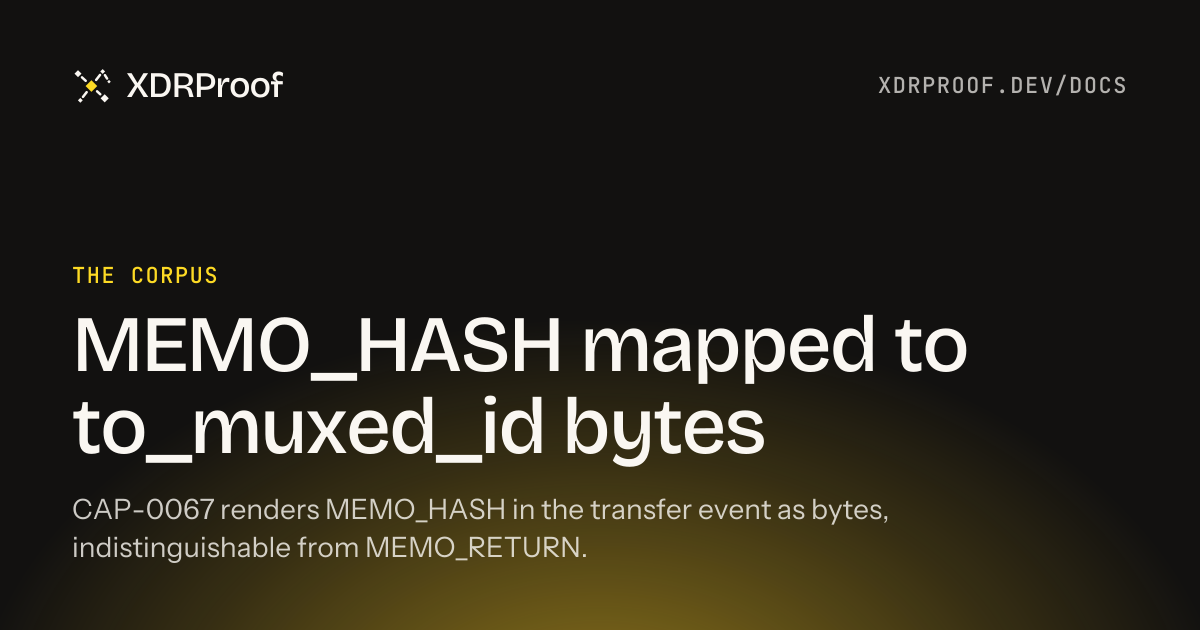 XDRProof
XDRPROOF.DEV/DOCS
THE CORPUS
MEMO_HASH mapped to
to_muxed_id bytes
CAP-0067 renders MEMO_HASH in the transfer event as bytes,
indistinguishable from MEMO_RETURN.